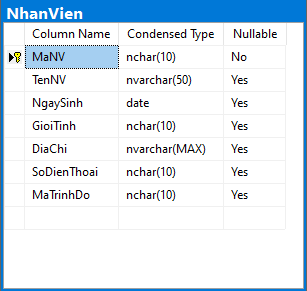 NhanVien
Column Name Condensed Type Nullable
MaNV nchar(10) No
TenNV nvarchar(50) Yes
NgaySinh date Yes
GioiTinh nchar(10) Yes
DiaChi nvarchar(MAX) Yes
SoDienThoai nchar(10) Yes
MaTrinhDo nchar(10) Yes